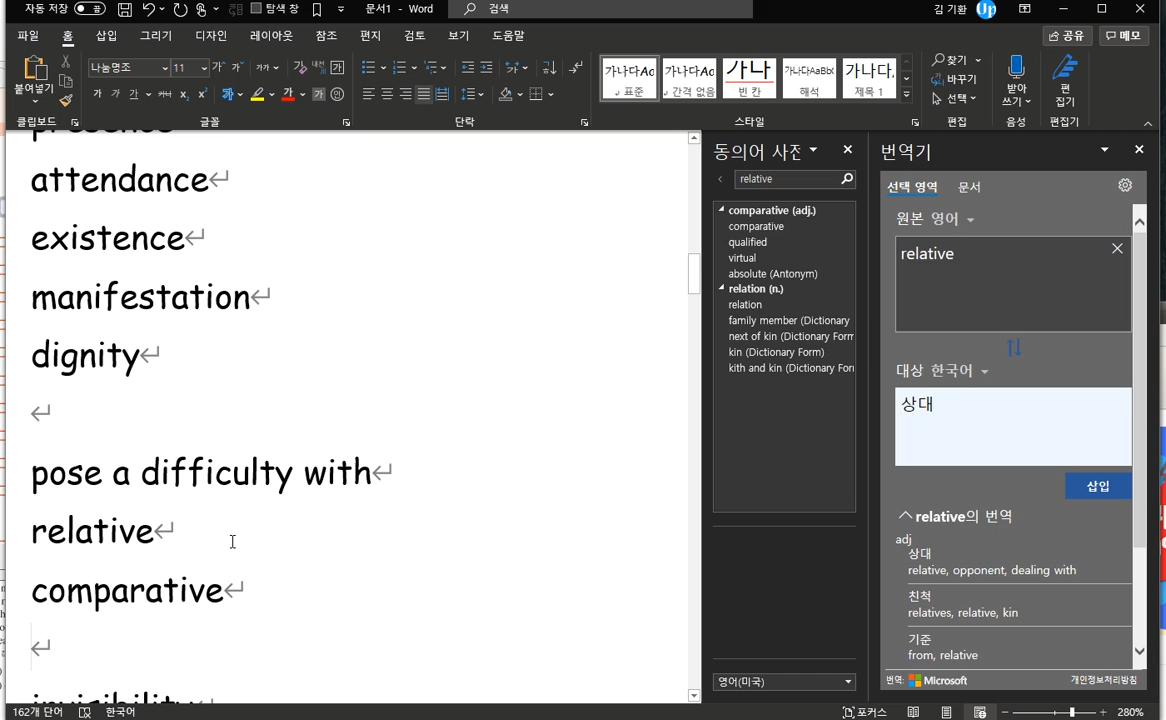 자동 저장 끔 탐색 창 문서1 - Word 검색 김 기환
파일 홈 삽입 그리기 디자인 레이아웃 참조 편지 검토 보기 도움말 공유 메모
붙여넣기 나눔명조 11 가나다Aa 가나다Aa 가나 가나다AaBbC 가나다, 찾기 바꾸기 선택 받아쓰기 편집기
표준 간격 없음 빈 칸 해석 제목 1
클립보드 글꼴 단락 스타일 편집 음성 편집기
presence
attendance
existence
manifestation
dignity
pose a difficulty with
relative
comparative
invisibility
동의어 사전
relative
comparative (adj.)
comparative
qualified
virtual
absolute (Antonym)
relation (n.)
relation
family member (Dictionary
next of kin (Dictionary Form
kin (Dictionary Form)
kith and kin (Dictionary For
영어(미국)
번역기
선택 영역 문서
원본 영어
relative
대상 한국어
상대
삽입
relative의 번역
adj
상대
relative, opponent, dealing with
친척
relatives, relative, kin
기준
from, relative
번역: Microsoft 개인정보처리방침
162개 단어 한국어 포커스 280%